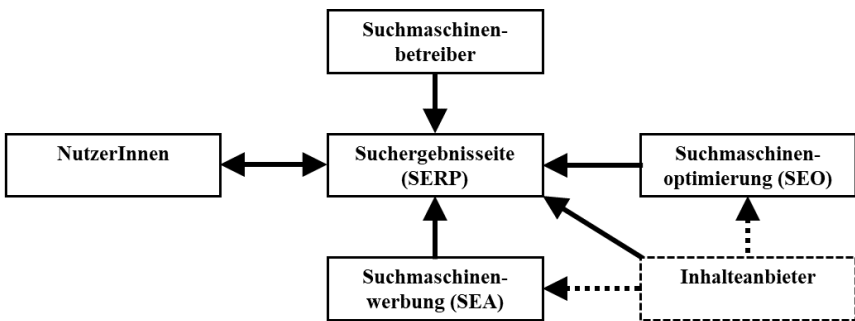 Suchmaschinen-
betreiber
NutzerInnen
Suchergebnisseite
(SERP)
Suchmaschinen-
optimierung (SEO)
Suchmaschinen-
werbung (SEA)
Inhalteanbieter